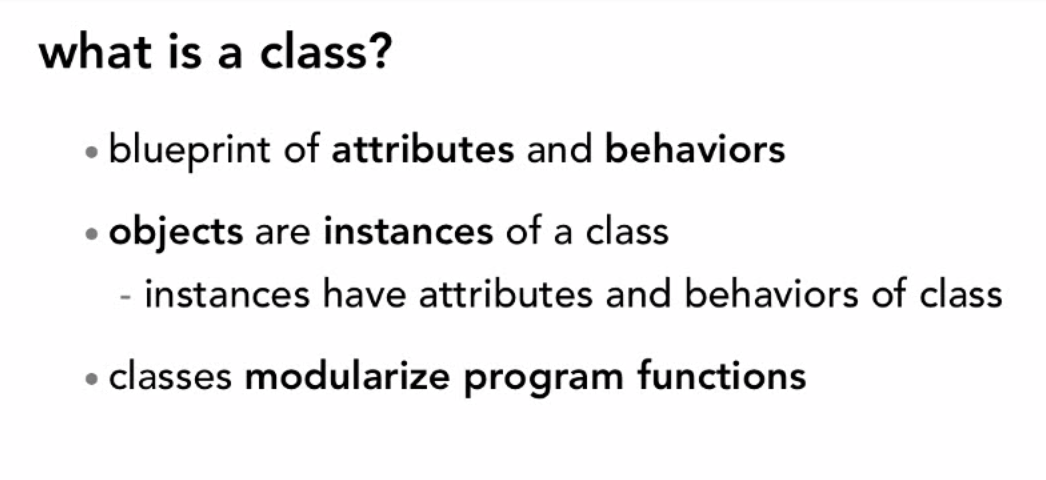 what is a class?
• blueprint of attributes and behaviors
• objects are instances of a class
- instances have attributes and behaviors of class
• classes modularize program functions